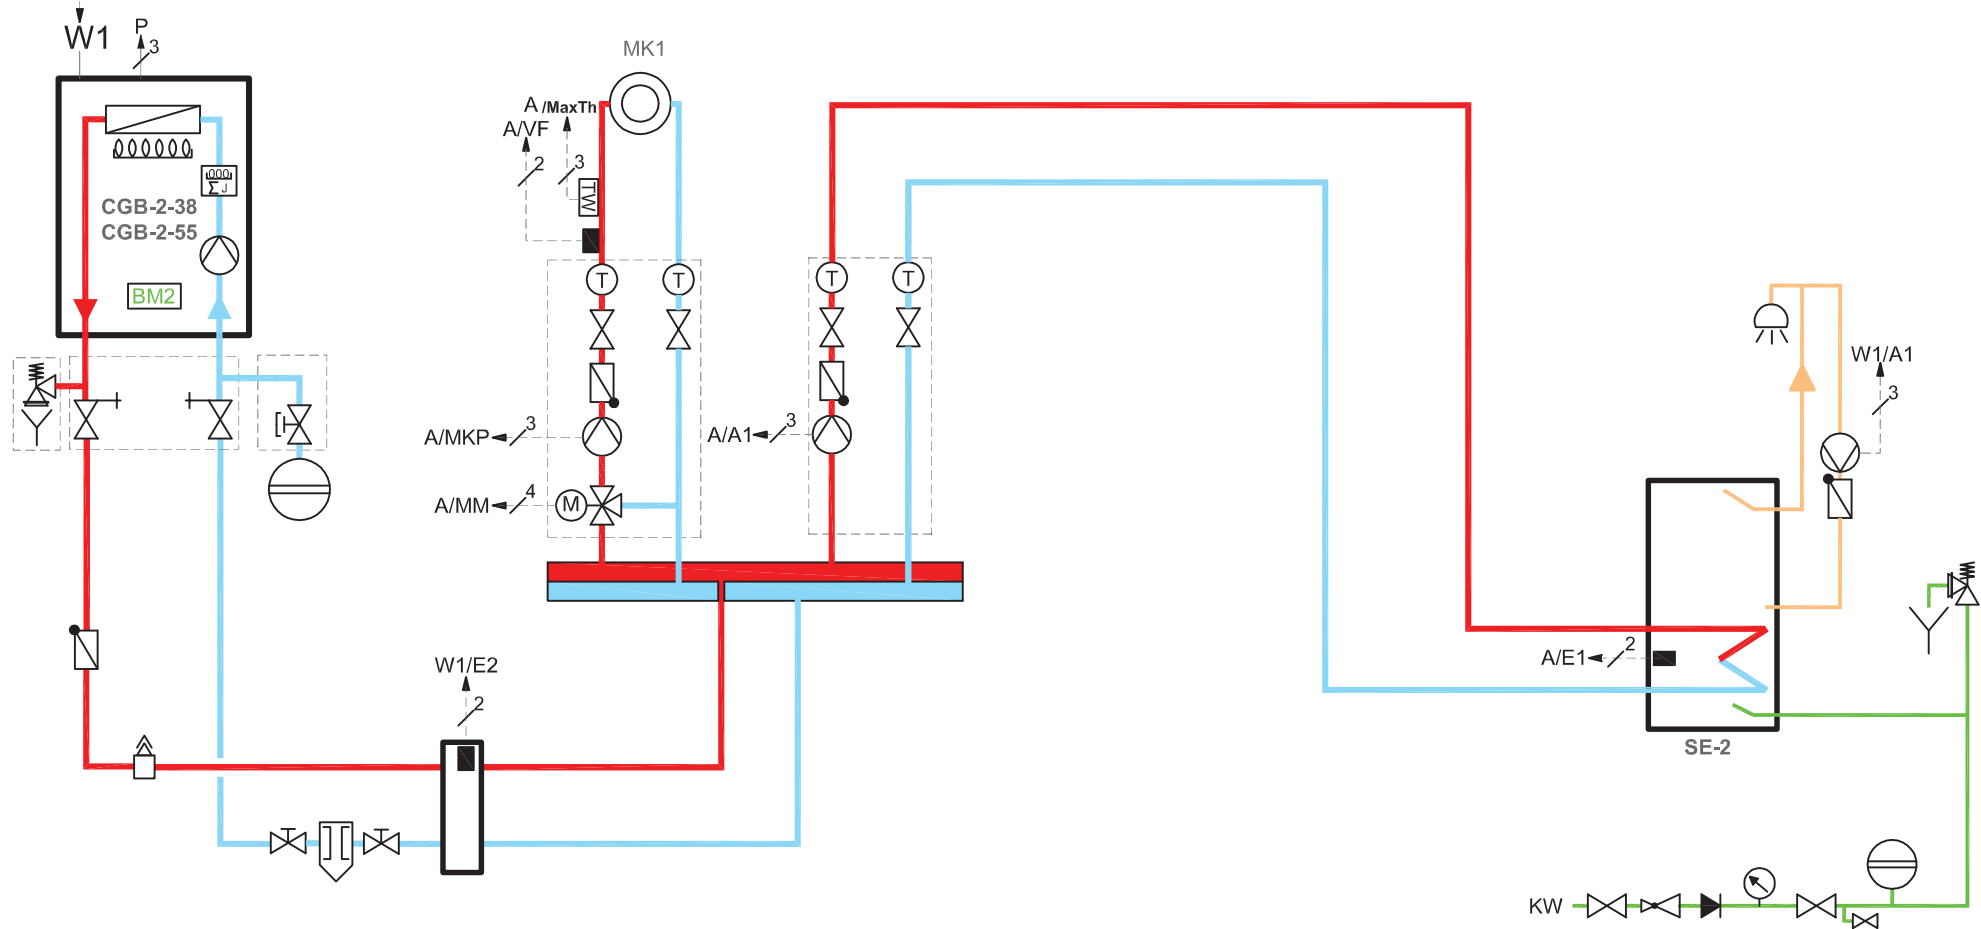 W1
P
3
CGB-2-38
CGB-2-55
BM2
000
Σ J
MK1
A /MaxTh
A/VF
2
3
TW
T
T
T
T
A/MKP
3
A/A1
3
A/MM
4
M
W1/E2
2
W1/A1
3
A/E1
2
SE-2
KW